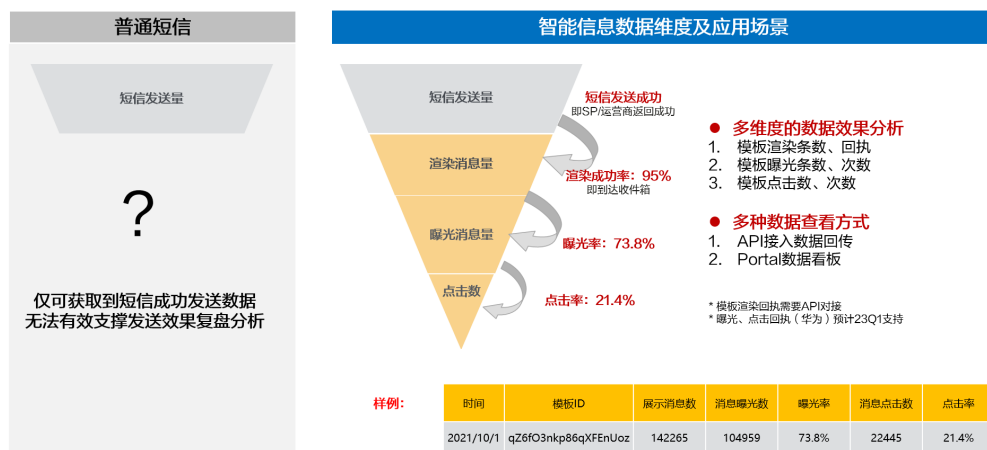 普通短信
短信发送量
?
仅可获取到短信成功发送数据
无法有效支撑发送效果复盘分析
智能信息数据维度及应用场景
短信发送量
短信发送成功
即SP/运营商返回成功
渲染消息量
渲染成功率：95%
即到达收件箱
曝光消息量
曝光率：73.8%
点击数
点击率：21.4%
● 多维度的数据效果分析
1. 模板渲染条数、回执
2. 模板曝光条数、次数
3. 模板点击数、次数
● 多种数据查看方式
1. API接入数据回传
2. Portal数据看板
* 模板渲染回执需要API对接
* 曝光、点击回执（华为）预计23Q1支持
样例：
时间 模板ID 展示消息数 消息曝光数 曝光率 消息点击数 点击率
2021/10/1 qZ6fO3nkp86qXFEnUoz 142265 104959 73.8% 22445 21.4%